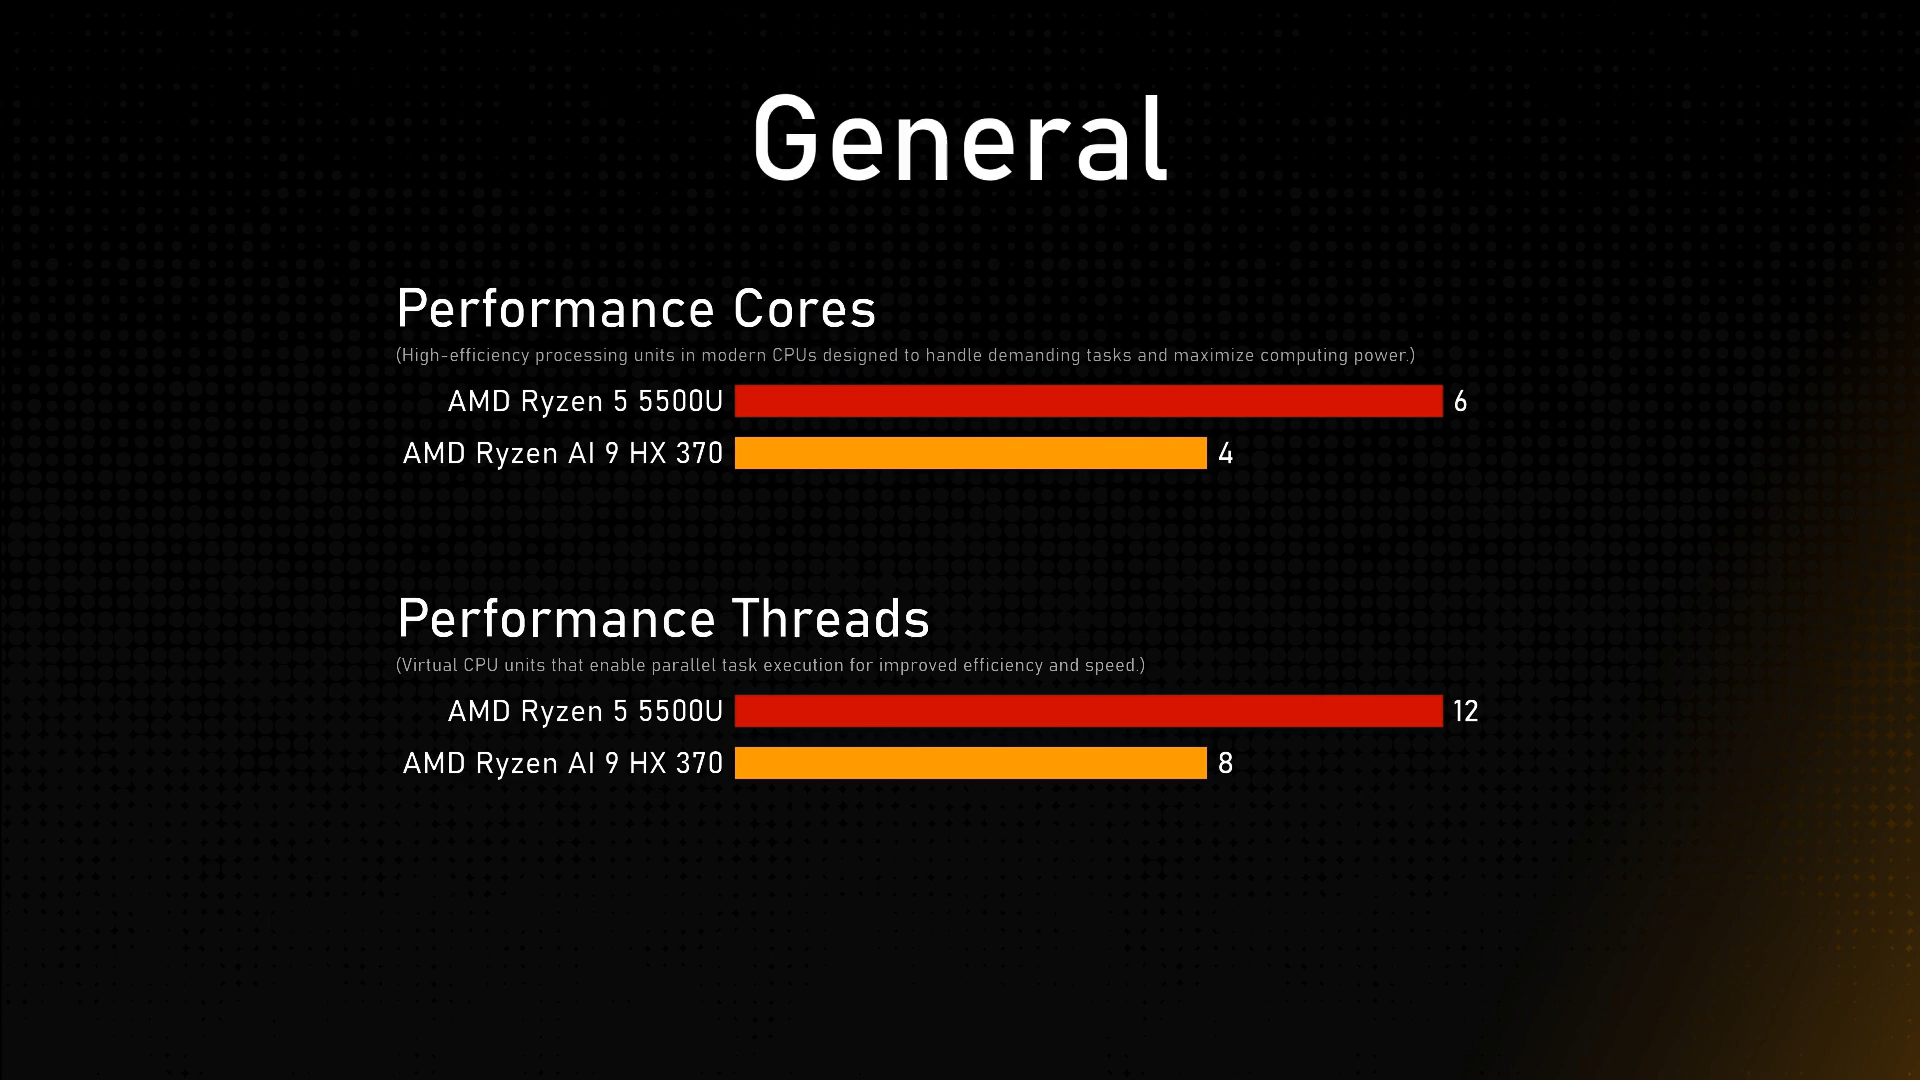 General
Performance Cores
(High-efficiency processing units in modern CPUs designed to handle demanding tasks and maximize computing power.)
AMD Ryzen 5 5500U 6
AMD Ryzen AI 9 HX 370 4
Performance Threads
(Virtual CPU units that enable parallel task execution for improved efficiency and speed.)
AMD Ryzen 5 5500U 12
AMD Ryzen AI 9 HX 370 8